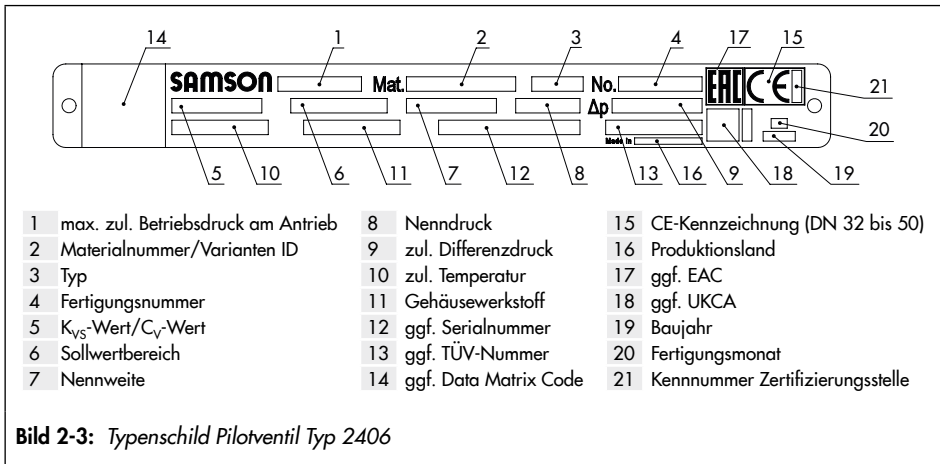 14 1 2 3 4 17 15
SAMSON Mat. No. EAC CE 21
Δp
Made in 20
5 10 6 11 7 12 8 13 16 9 18 19
1 max. zul. Betriebsdruck am Antrieb
2 Materialnummer/Varianten ID
3 Typ
4 Fertigungsnummer
5 K_VS-Wert/C_V-Wert
6 Sollwertbereich
7 Nennweite
8 Nenndruck
9 zul. Differenzdruck
10 zul. Temperatur
11 Gehäusewerkstoff
12 ggf. Serialnummer
13 ggf. TÜV-Nummer
14 ggf. Data Matrix Code
15 CE-Kennzeichnung (DN 32 bis 50)
16 Produktionsland
17 ggf. EAC
18 ggf. UKCA
19 Baujahr
20 Fertigungsmonat
21 Kennnummer Zertifizierungsstelle
Bild 2-3: Typenschild Pilotventil Typ 2406